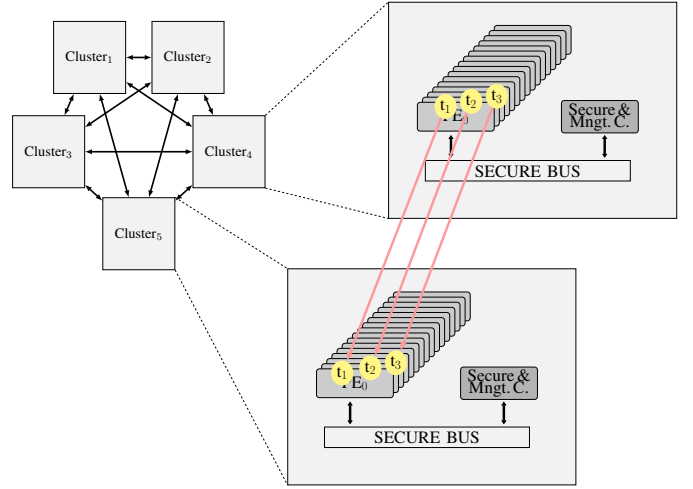 Cluster₁
Cluster₂
Cluster₃
Cluster₄
Cluster₅
t₁
t₂
t₃
PE₀
Secure &
Mngt. C.
SECURE BUS
t₁
t₂
t₃
PE₀
Secure &
Mngt. C.
SECURE BUS